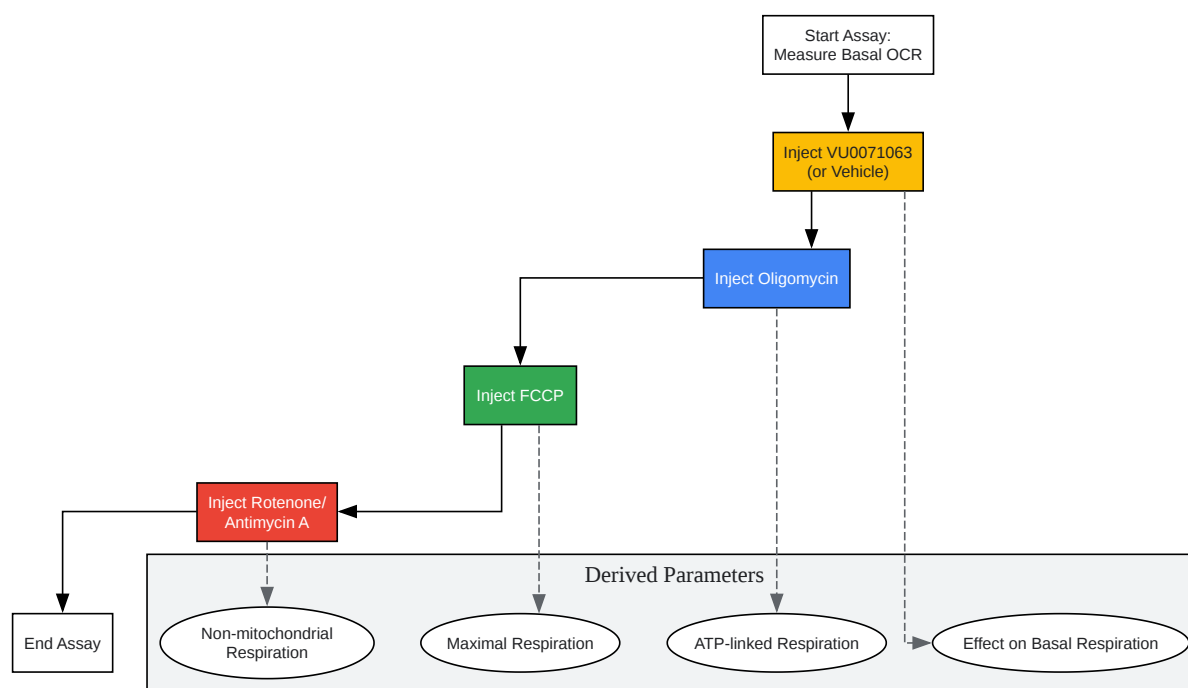 Start Assay:
Measure Basal OCR
Inject VU0071063
(or Vehicle)
Inject Oligomycin
Inject FCCP
Inject Rotenone/
Antimycin A
Derived Parameters
End Assay
Non-mitochondrial
Respiration
Maximal Respiration
ATP-linked Respiration
Effect on Basal Respiration